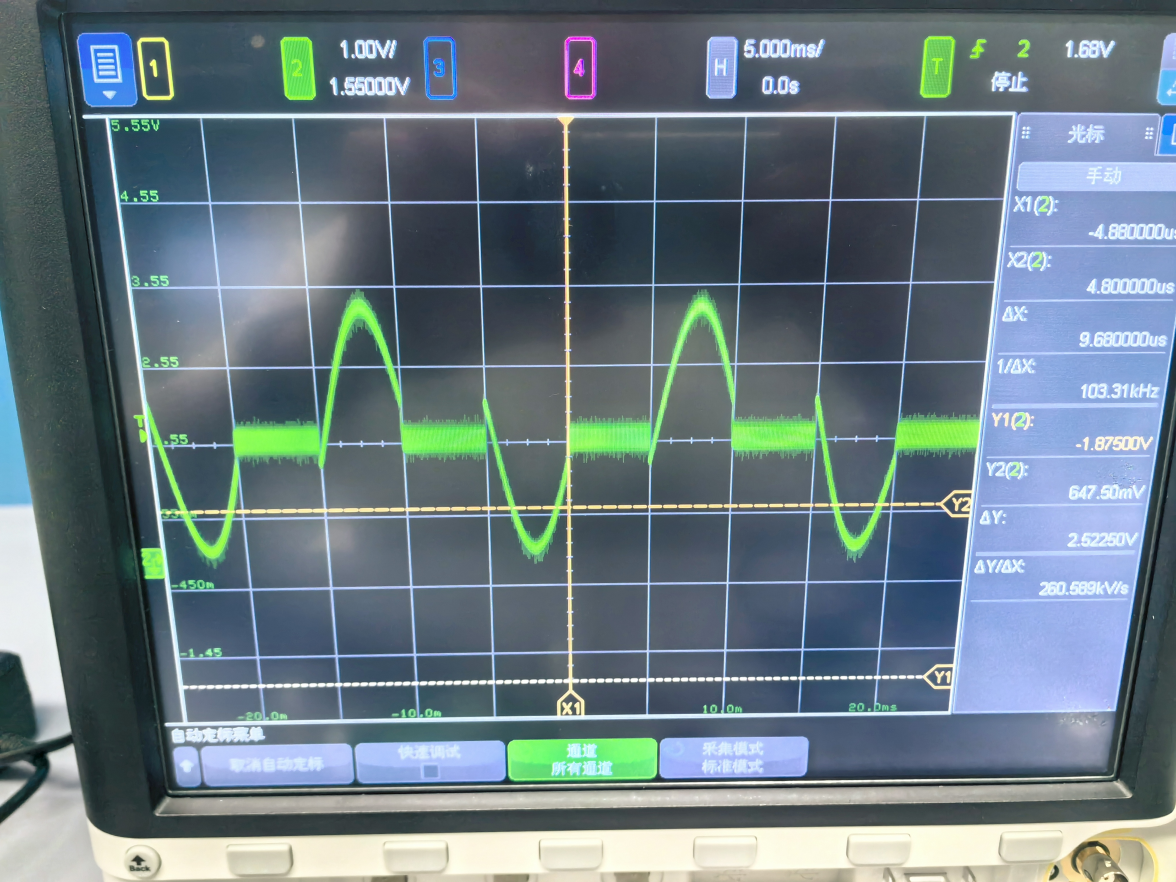 1
2
1.00V/
1.55000V
3
4
H
5.000ms/
0.0s
T
2
1.68V
停止
5.55V
4.55
3.55
2.55
.55
-450m
-1.45
T
-20.0m
-10.0m
10.0m
20.0ms
X1
Y2
Y1
光标
手动
X1(2):
-4.880000us
X2(2):
4.800000us
ΔX:
9.680000us
1/ΔX:
103.31kHz
Y1(2):
-1.87500V
Y2(2):
647.50mV
ΔY:
2.52250V
ΔY/ΔX:
260.589kV/s
自动定标菜单
取消自动定标
快速调试
通道
所有通道
采集模式
标准模式
Back